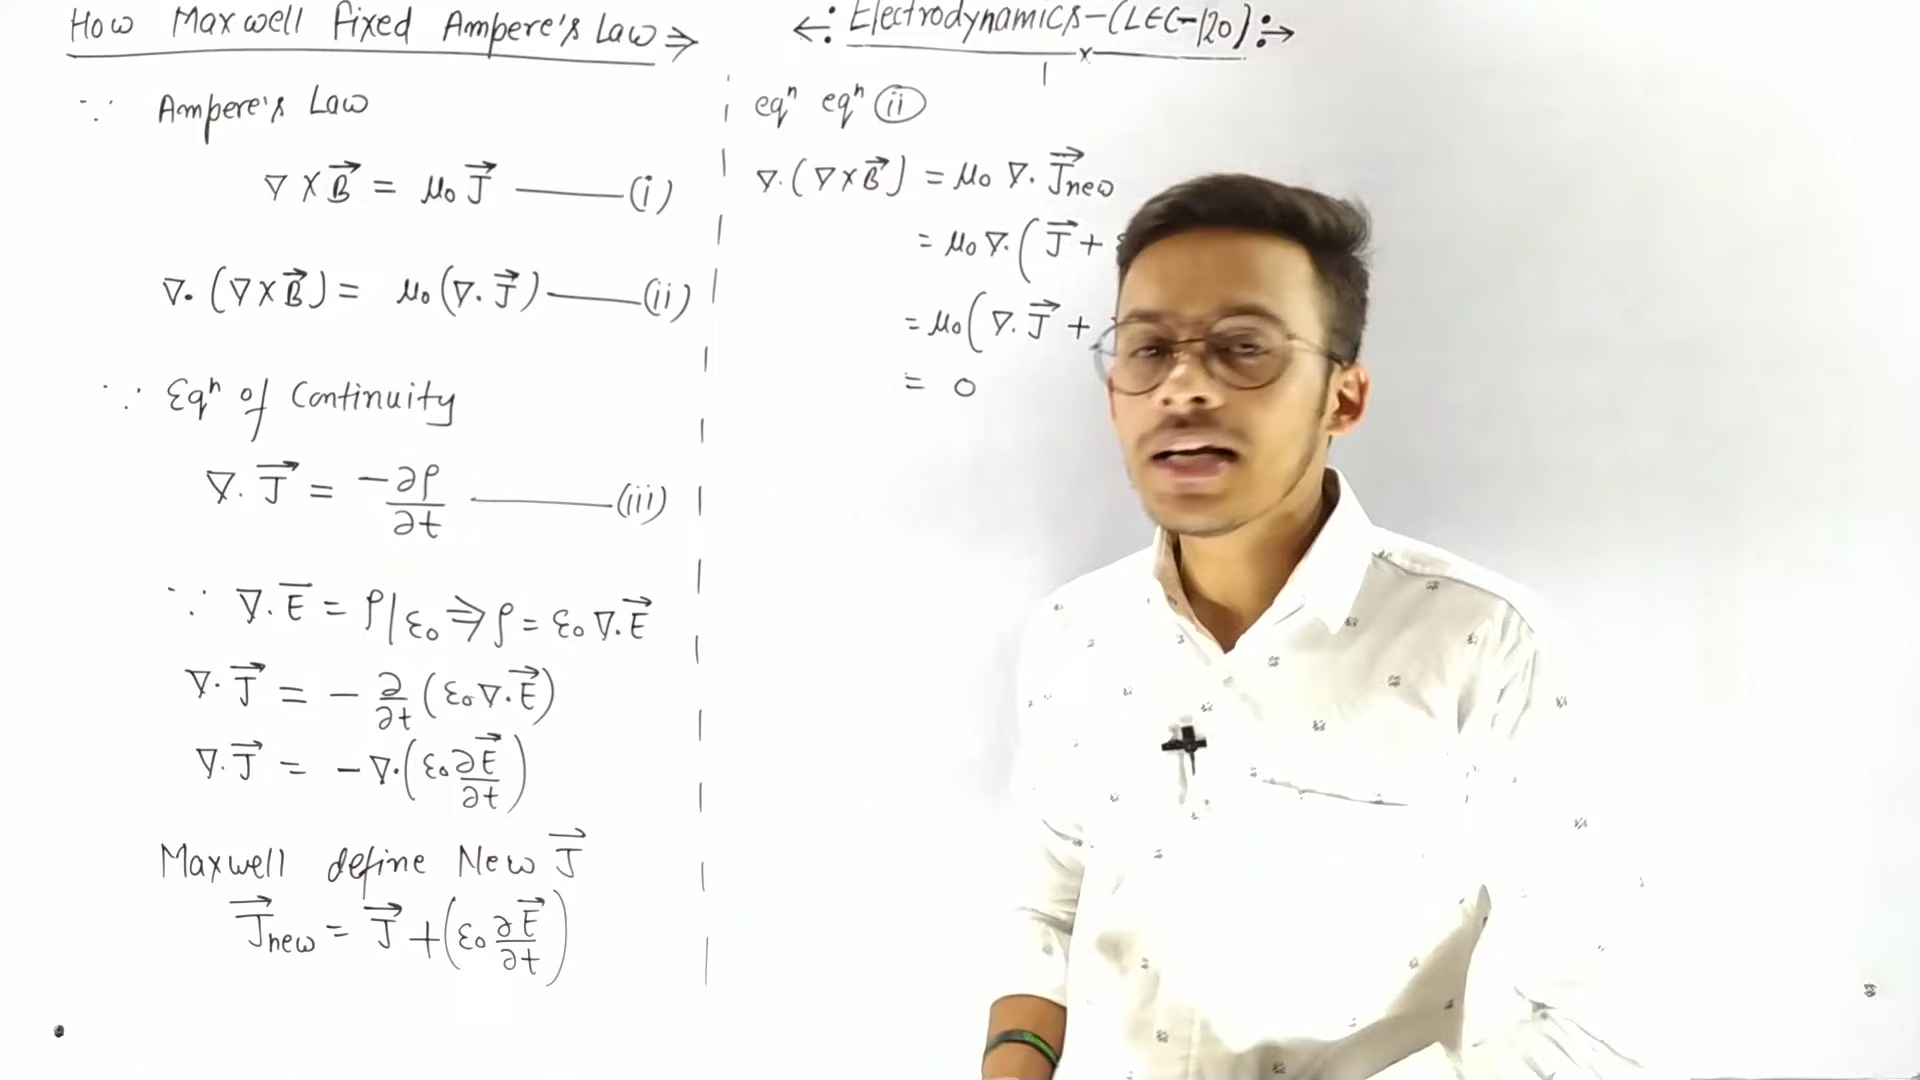 How Maxwell Fixed Ampere's Law ⇒
∵ Ampere's Law
∇ × B⃗ = μ₀ J⃗ ——— (i)
∇. (∇ × B⃗) = μ₀ (∇. J⃗) ——— (ii)
∵ Eqⁿ of Continuity
∇. J⃗ = -∂ρ/∂t ——— (iii)
∵ ∇. E̅ = ρ/ε₀ ⇒ ρ = ε₀ ∇. E⃗
∇. J⃗ = - ∂/∂t (ε₀ ∇. E⃗)
∇. J⃗ = - ∇. (ε₀ ∂E⃗/∂t)
Maxwell define New J⃗
J⃗new = J⃗ + (ε₀ ∂E⃗/∂t)
←: Electrodynamics-(LEC-120) :→
x
eqⁿ eqⁿ (ii)
∇. (∇ × B⃗) = μ₀ ∇. J⃗new
= μ₀ ∇. (J⃗ +
= μ₀ (∇. J⃗ +
= 0